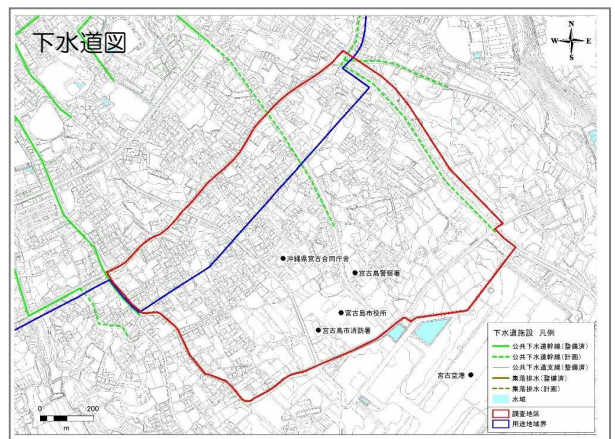 下水道図
N
W E
S
沖縄県宮古合同庁舎
宮古島警察署
宮古島市役所
宮古島市消防署
宮古空港
下水道施設 凡例
公共下水道幹線(整備済)
公共下水道幹線(計画)
公共下水道支線(整備済)
集落排水(整備済)
集落排水(計画)
水域
調査地区
用途地域界
0 200
m